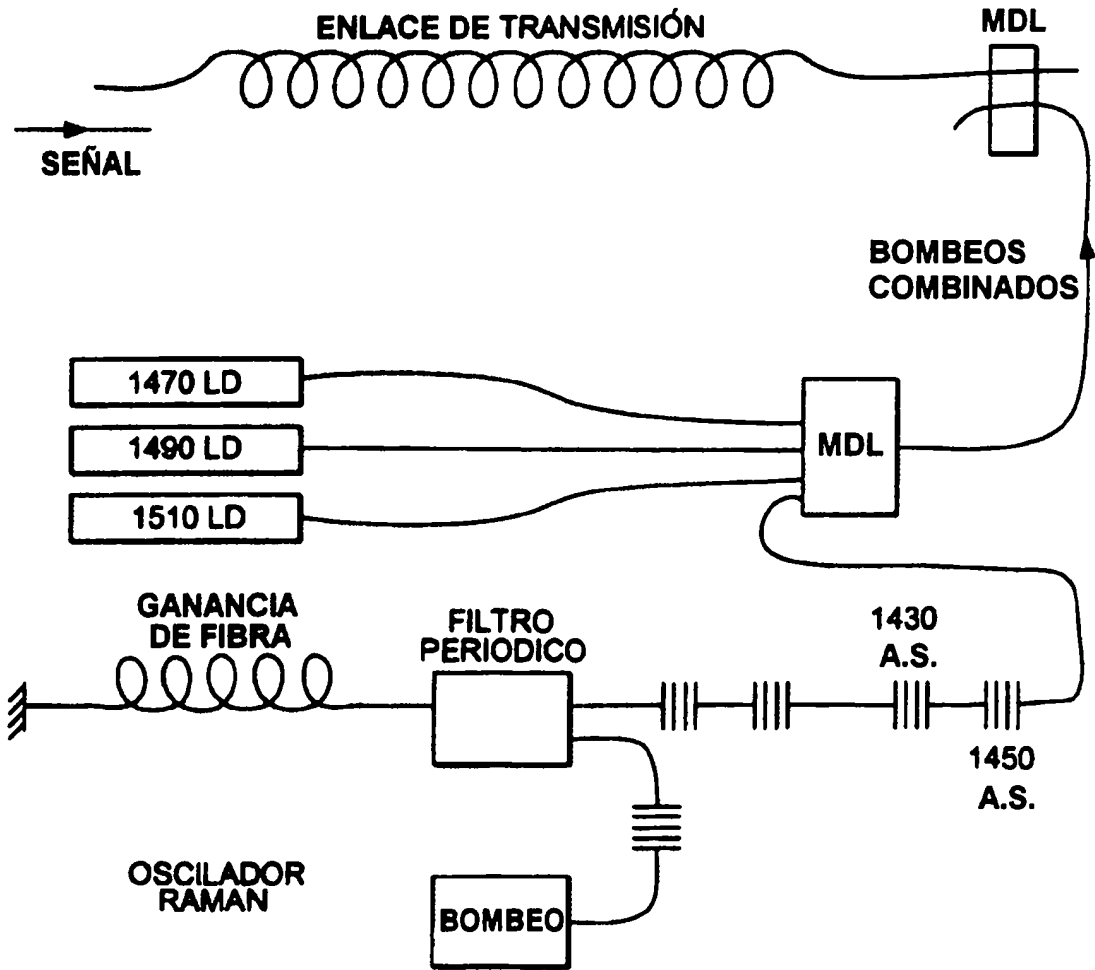 ENLACE DE TRANSMISIÓN
MDL
SEÑAL
BOMBEOS
COMBINADOS
1470 LD
1490 LD
1510 LD
MDL
GANANCIA
DE FIBRA
FILTRO
PERIODICO
1430
A.S.
1450
A.S.
OSCILADOR
RAMAN
BOMBEO